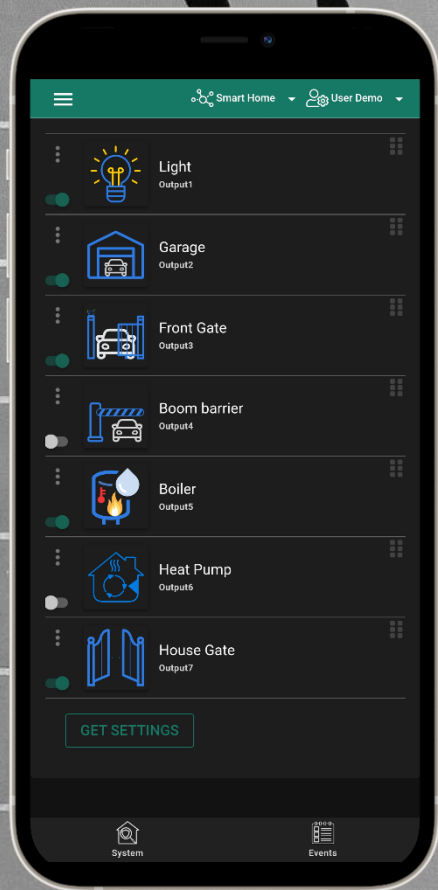 Smart Home User Demo
Light
Output1
Garage
Output2
Front Gate
Output3
Boom barrier
Output4
Boiler
Output5
Heat Pump
Output6
House Gate
Output7
GET SETTINGS
System Events